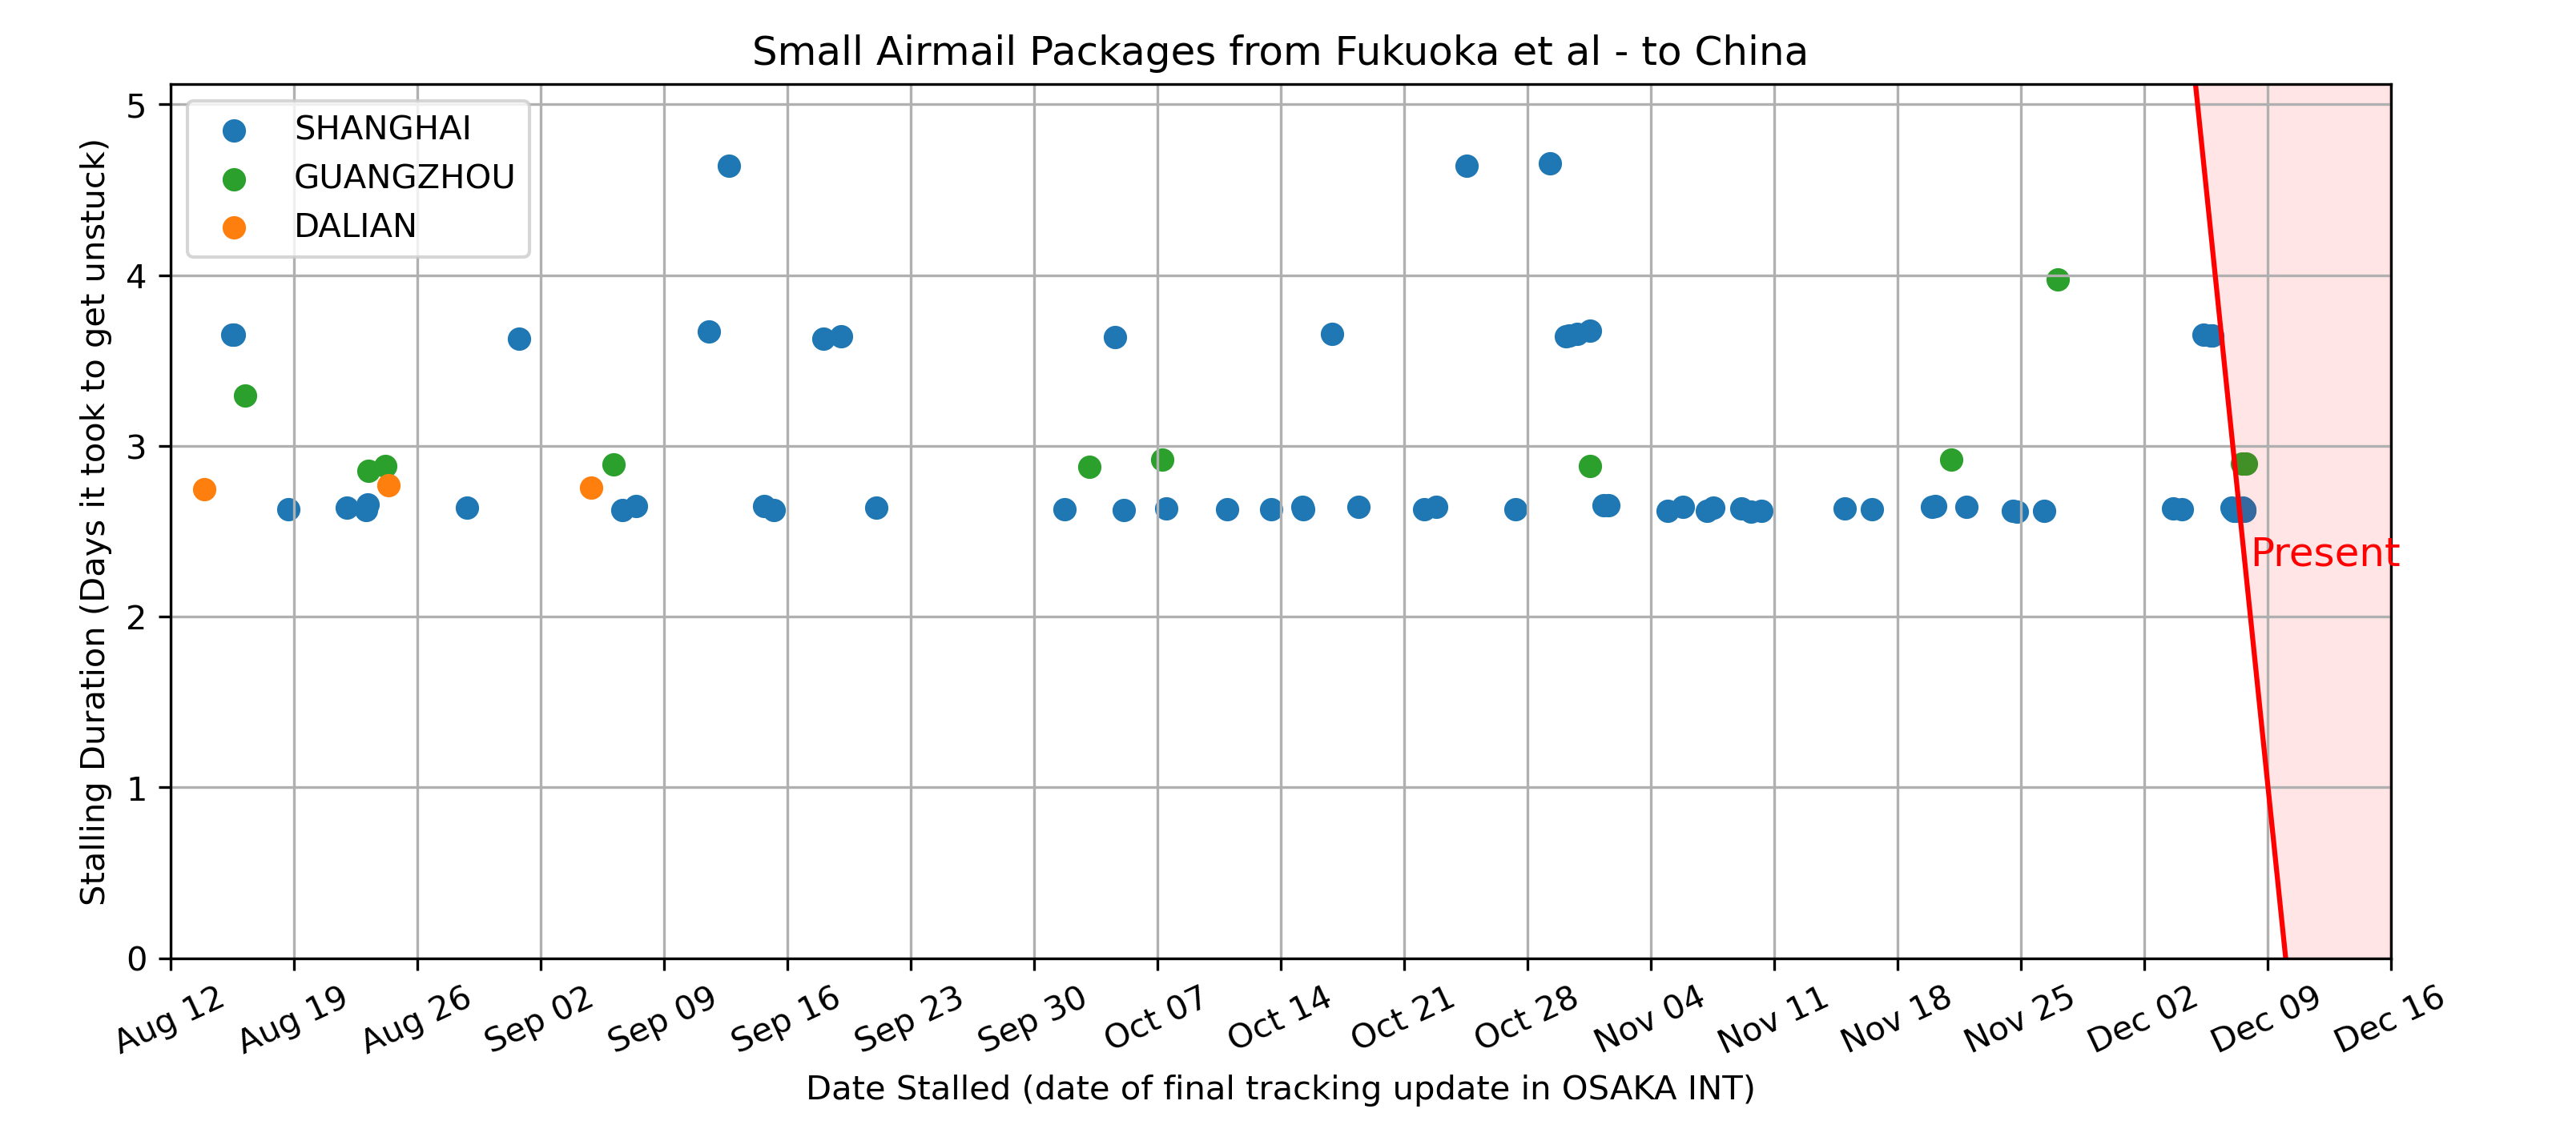 Small Airmail Packages from Fukuoka et al - to China
SHANGHAI
GUANGZHOU
DALIAN
Stalling Duration (Days it took to get unstuck)
5
4
3
2
1
0
Present
Aug 12
Aug 19
Aug 26
Sep 02
Sep 09
Sep 16
Sep 23
Sep 30
Oct 07
Oct 14
Oct 21
Oct 28
Nov 04
Nov 11
Nov 18
Nov 25
Dec 02
Dec 09
Dec 16
Date Stalled (date of final tracking update in OSAKA INT)